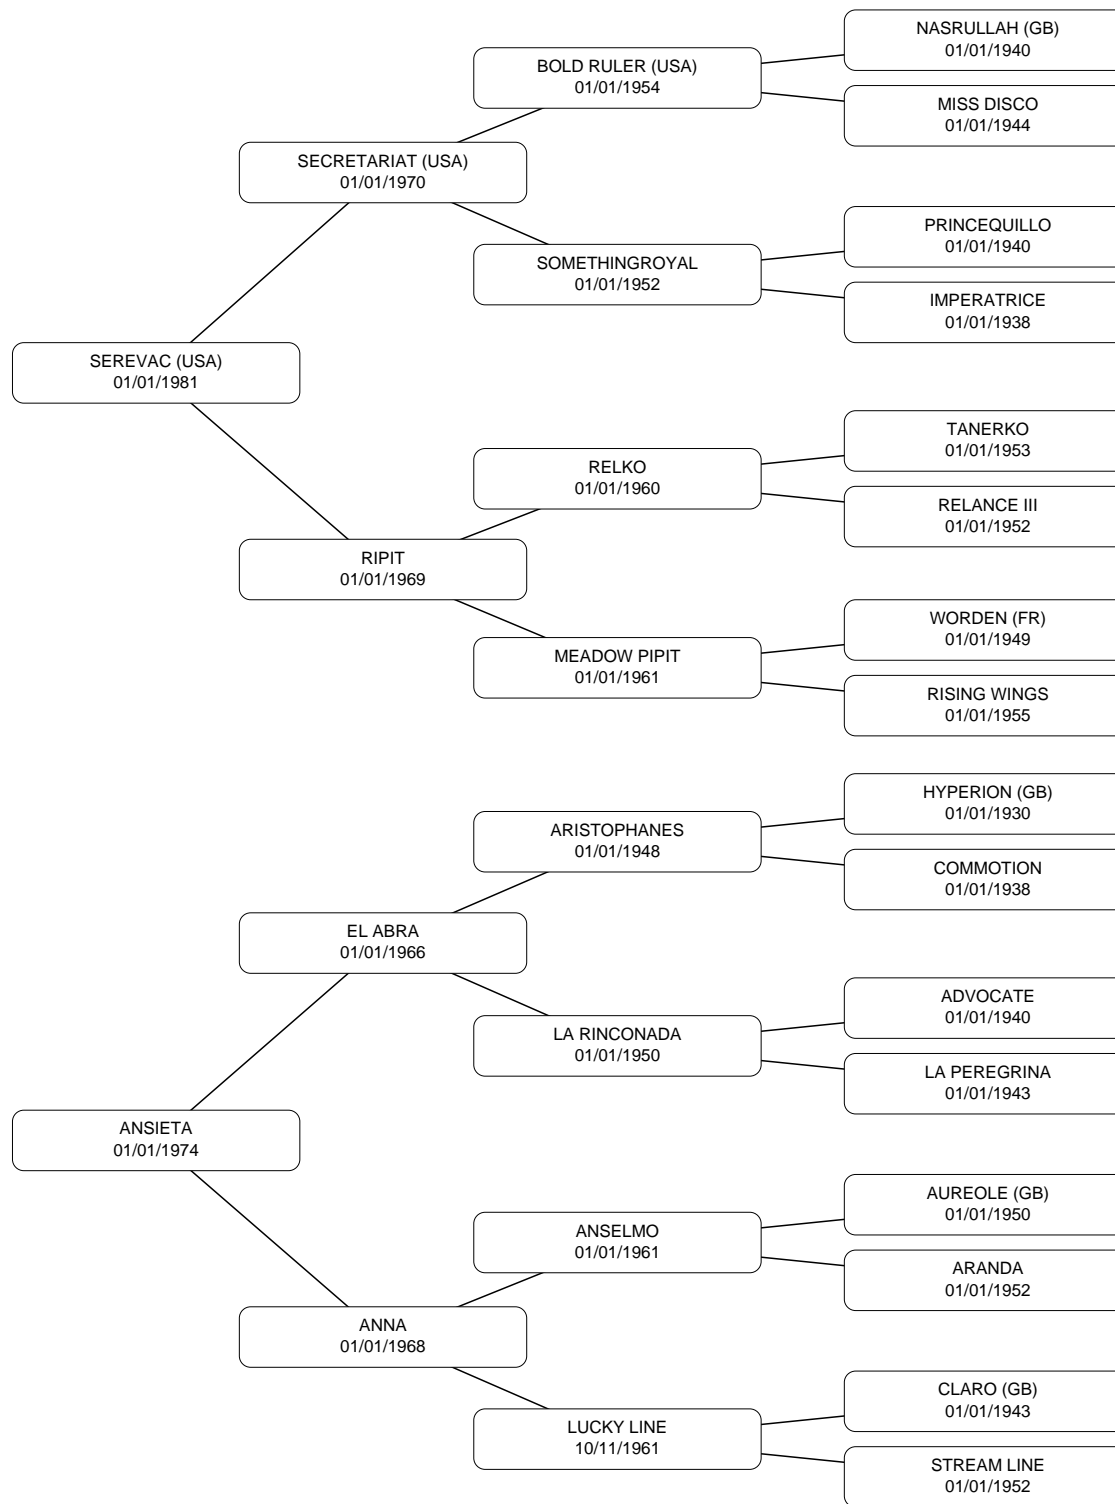 NASRULLAH (GB)
01/01/1940
BOLD RULER (USA)
01/01/1954
MISS DISCO
01/01/1944
SECRETARIAT (USA)
01/01/1970
PRINCEQUILLO
01/01/1940
SOMETHINGROYAL
01/01/1952
IMPERATRICE
01/01/1938
SEREVAC (USA)
01/01/1981
TANERKO
01/01/1953
RELKO
01/01/1960
RELANCE III
01/01/1952
RIPIT
01/01/1969
WORDEN (FR)
01/01/1949
MEADOW PIPIT
01/01/1961
RISING WINGS
01/01/1955
HYPERION (GB)
01/01/1930
ARISTOPHANES
01/01/1948
COMMOTION
01/01/1938
EL ABRA
01/01/1966
ADVOCATE
01/01/1940
LA RINCONADA
01/01/1950
LA PEREGRINA
01/01/1943
ANSIETA
01/01/1974
AUREOLE (GB)
01/01/1950
ANSELMO
01/01/1961
ARANDA
01/01/1952
ANNA
01/01/1968
CLARO (GB)
01/01/1943
LUCKY LINE
10/11/1961
STREAM LINE
01/01/1952